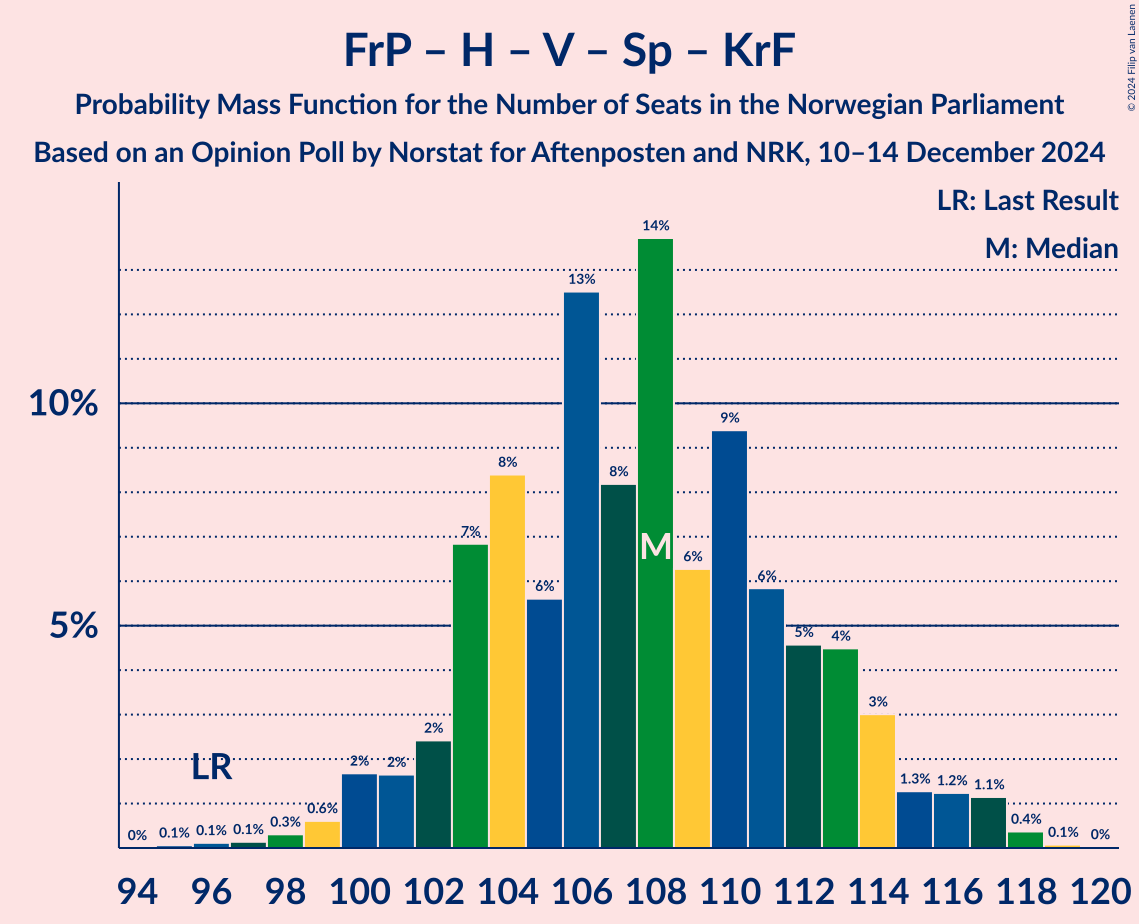 FrP – H – V – Sp – KrF
Probability Mass Function for the Number of Seats in the Norwegian Parliament
Based on an Opinion Poll by Norstat for Aftenposten and NRK, 10–14 December 2024
© 2024 Filip van Laenen
LR: Last Result
M: Median
10%
5%
LR
M
0% 0.1% 0.1% 0.1% 0.3% 0.6% 2% 2% 2% 7% 8% 6% 13% 8% 14% 6% 9% 6% 5% 4% 3% 1.3% 1.2% 1.1% 0.4% 0.1% 0%
94 96 98 100 102 104 106 108 110 112 114 116 118 120